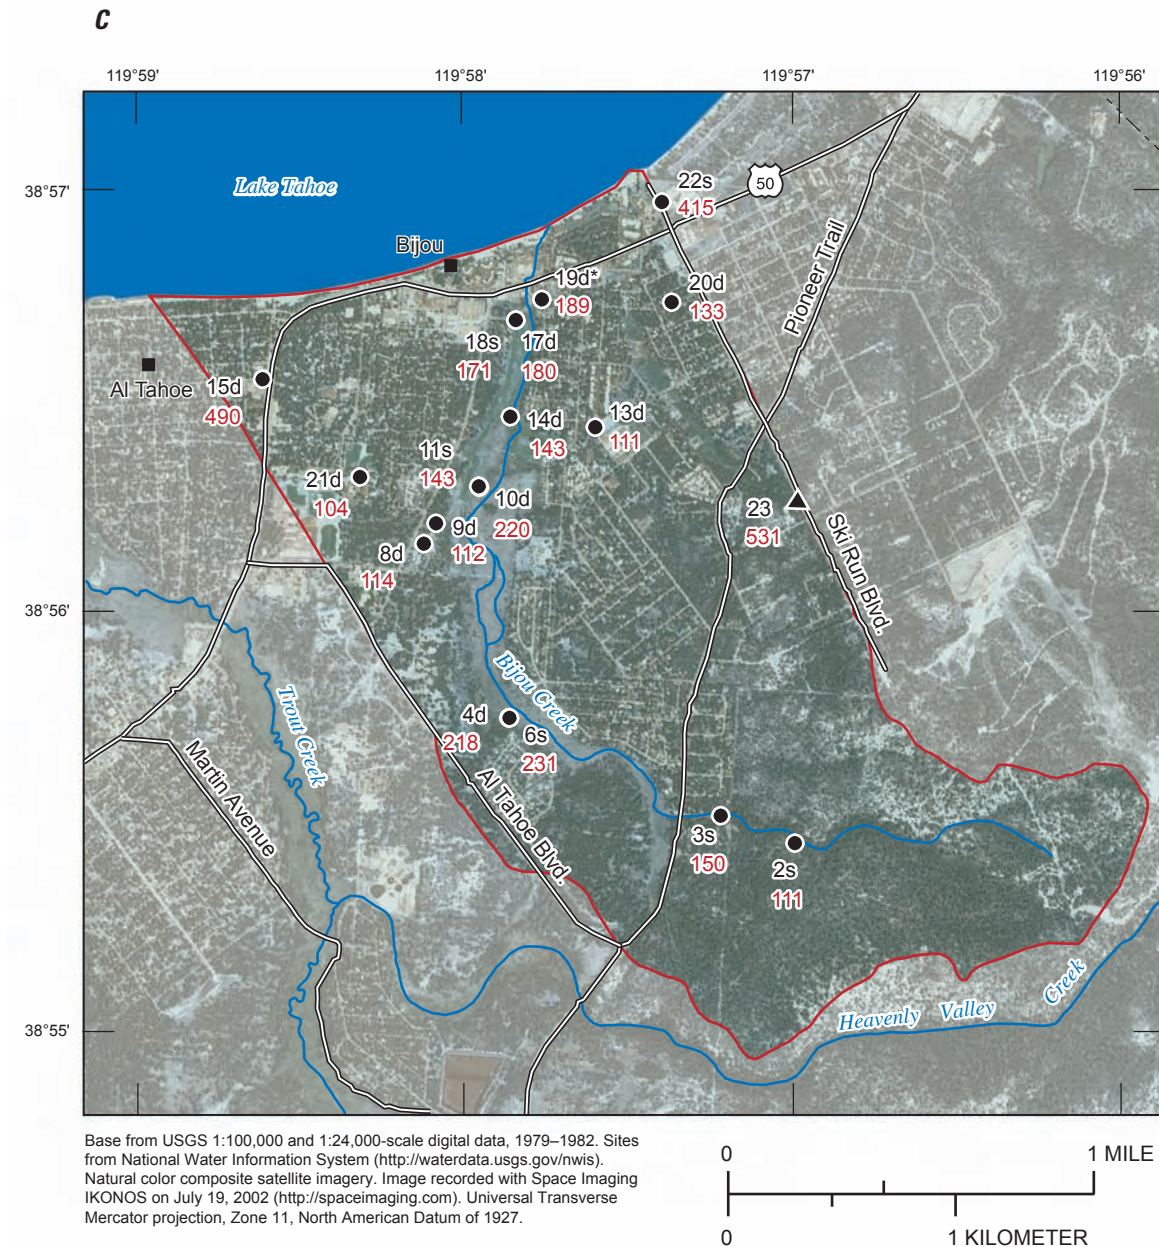 C
119°59'
119°58'
119°57'
119°56'
38°57'
Lake Tahoe
22s
415
50
Bijou
Pioneer Trail
19d*
189
20d
133
18s
171
17d
180
Al Tahoe
15d
490
14d
143
13d
111
11s
143
21d
104
10d
220
9d
112
8d
114
23
531
Ski Run Blvd.
38°56'
Bijou Creek
Trout Creek
4d
218
6s
231
Martin Avenue
Al Tahoe Blvd.
3s
150
2s
111
Heavenly Valley Creek
38°55'
Base from USGS 1:100,000 and 1:24,000-scale digital data, 1979–1982. Sites
from National Water Information System (http://waterdata.usgs.gov/nwis).
Natural color composite satellite imagery. Image recorded with Space Imaging
IKONOS on July 19, 2002 (http://spaceimaging.com). Universal Transverse
Mercator projection, Zone 11, North American Datum of 1927.
0
1 MILE
0
1 KILOMETER